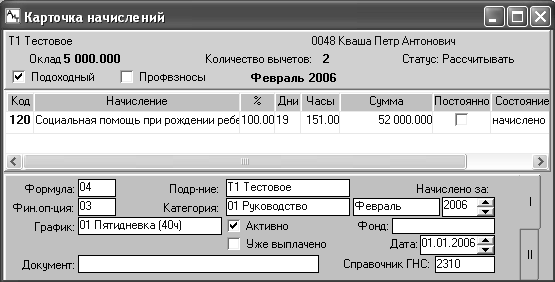 Карточка начислений
Т1 Тестовое 0048 Кваша Петр Антонович
Оклад 5 000.000 Количество вычетов: 2 Статус: Рассчитывать
Подоходный Профвзносы Февраль 2006
Код Начисление % Дни Часы Сумма Постоянно Состояние
120 Социальная помощь при рождении ребе 100.00 19 151.00 52 000.000 начислено
Формула: 04 Подр-ние: Т1 Тестовое Начислено за:
Фин.оп-ция: 03 Категория: 01 Руководство Февраль 2006 I
График: 01 Пятидневка (40ч) Активно Фонд:
Уже выплачено Дата: 01.01.2006 II
Документ: Справочник ГНС: 2310